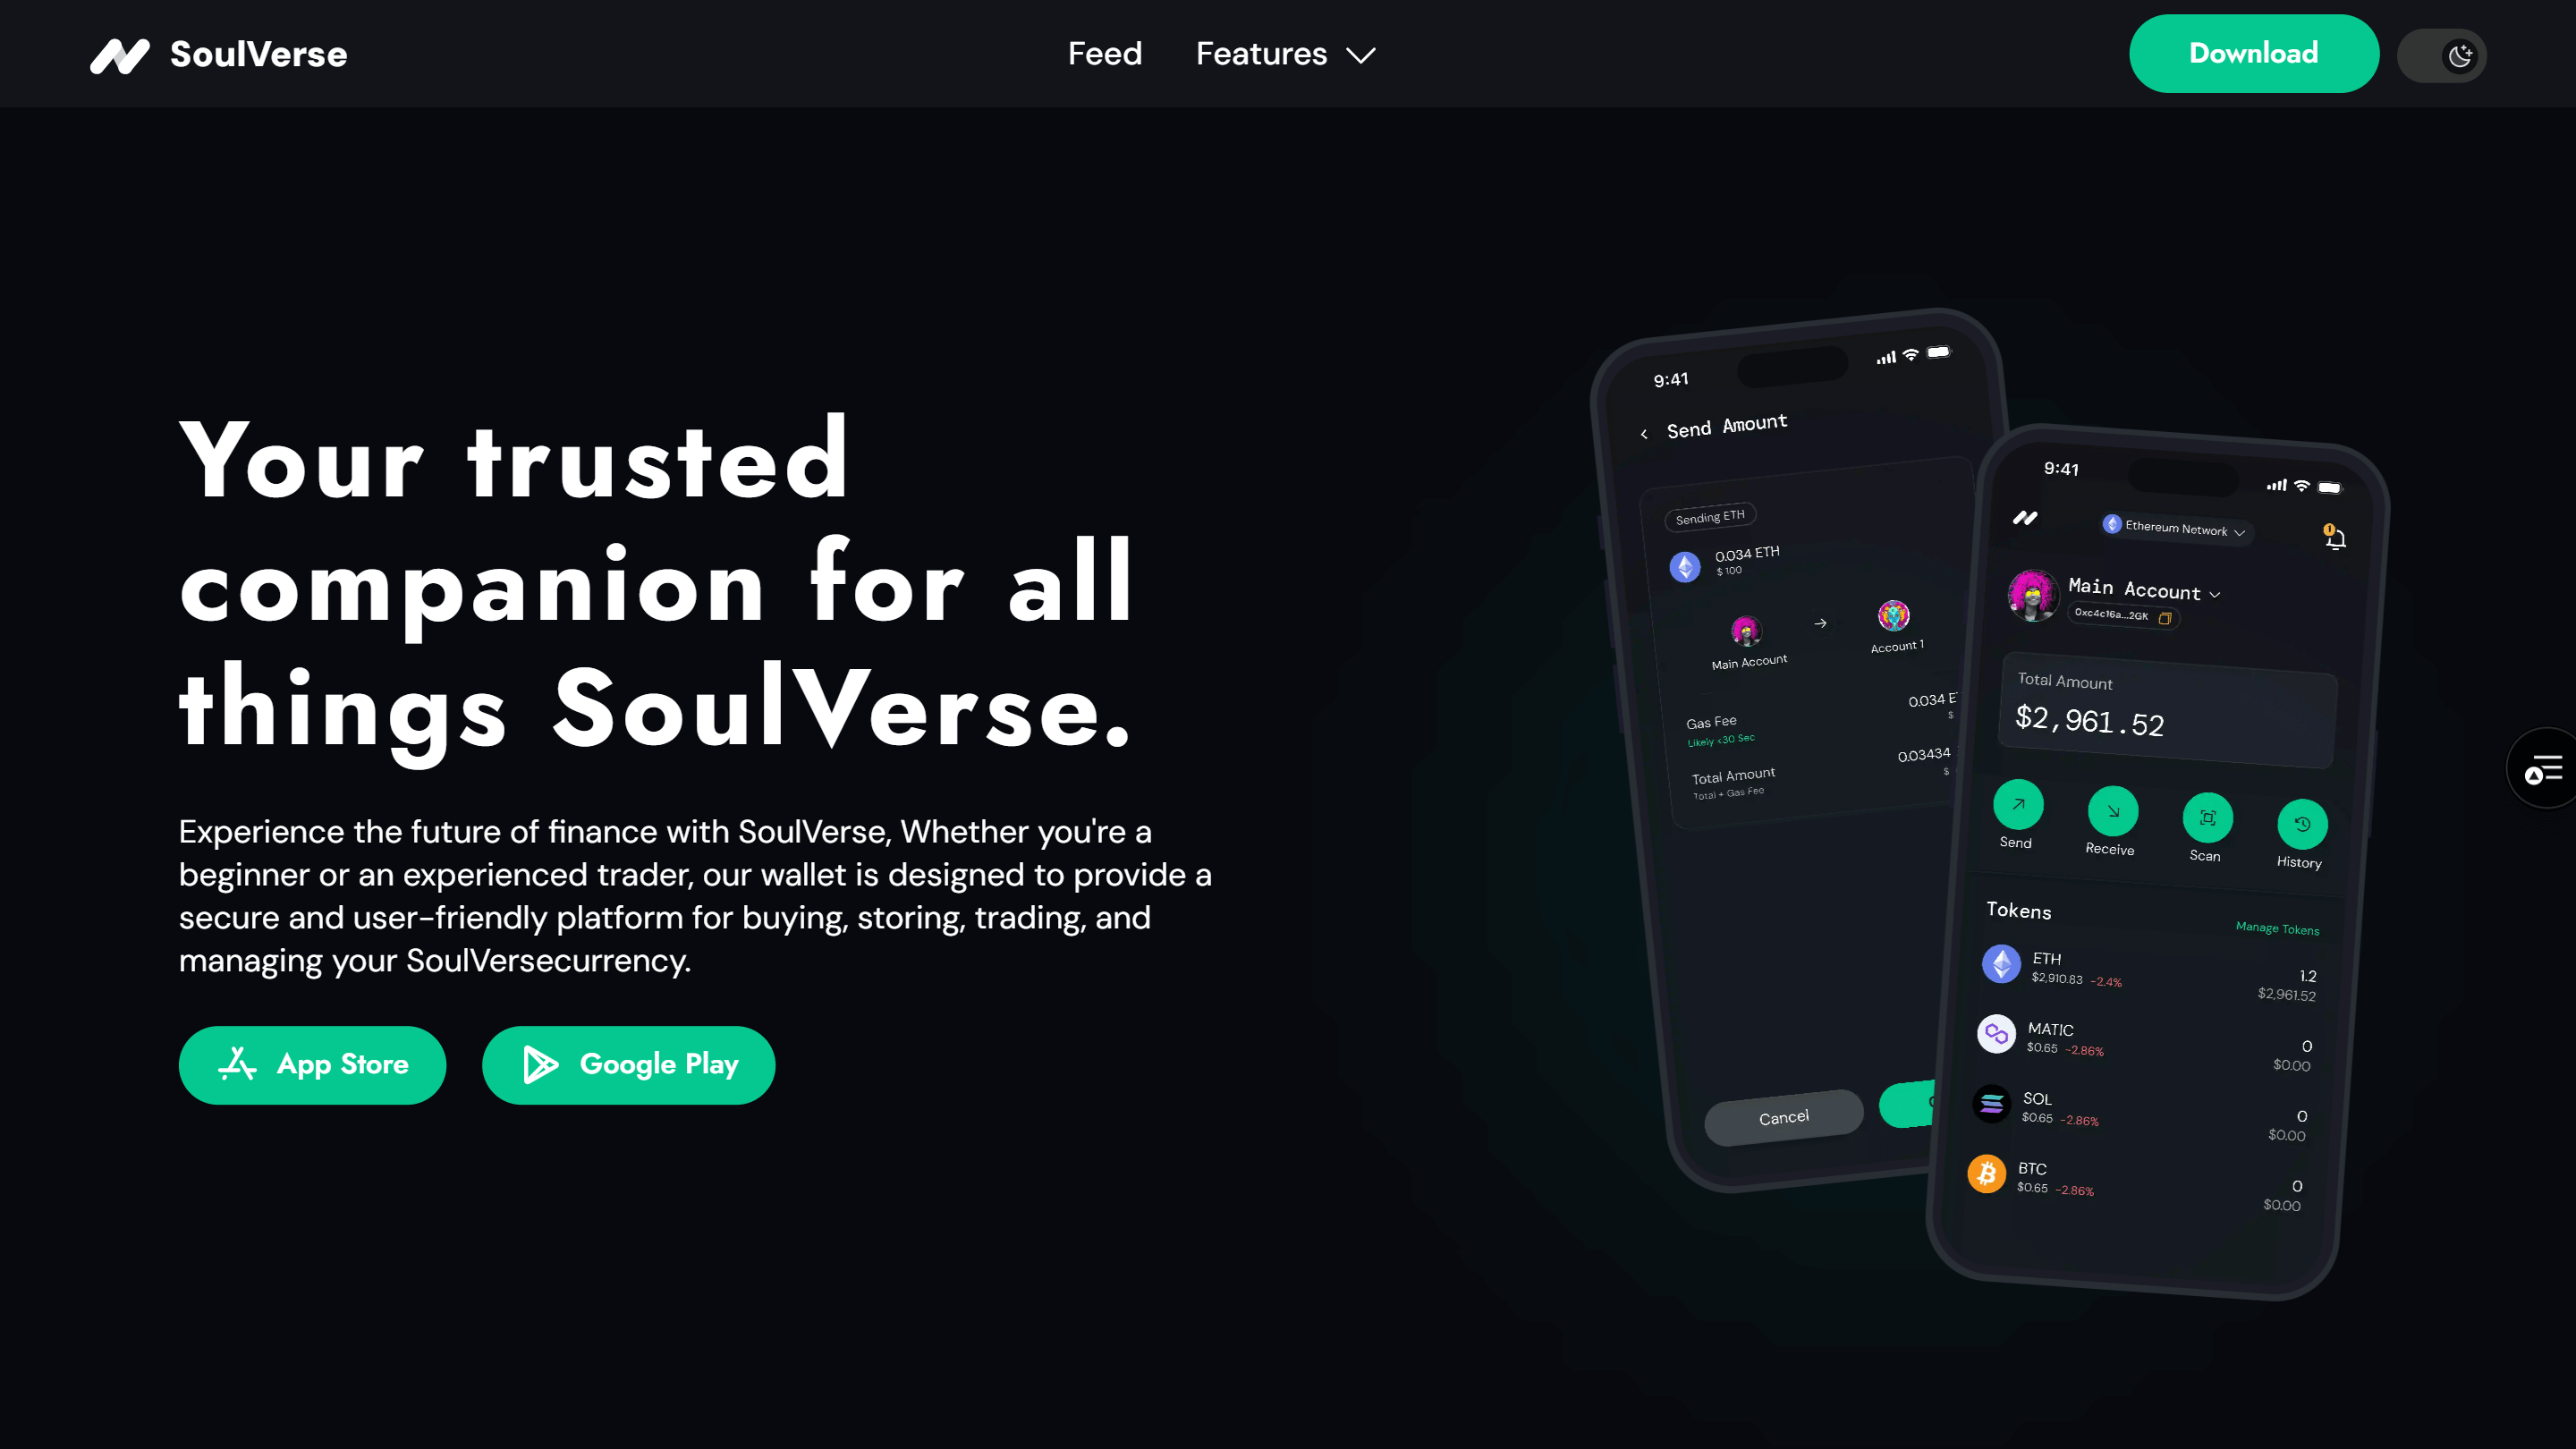 SoulVerse
Feed
Features
Download
Your trusted
companion for all
things SoulVerse.
Experience the future of finance with SoulVerse, Whether you're a
beginner or an experienced trader, our wallet is designed to provide a
secure and user-friendly platform for buying, storing, trading, and
managing your SoulVersecurrency.
App Store
Google Play
9:41
Send Amount
Sending ETH
0.034 ETH
$ 100
Main Account
Account 1
Gas Fee
0.034
$
Likely <30 Sec
Total Amount
0.03434
$
Total + Gas Fee
Cancel
9:41
Ethereum Network
1
Main Account
0xc4c16a...2GK
Total Amount
$2,961.52
Send
Receive
Scan
History
Tokens
Manage Tokens
ETH
1.2
$2,910.83 -2.4%
$2,961.52
MATIC
0
$0.65 -2.86%
$0.00
SOL
0
$0.65 -2.86%
$0.00
BTC
0
$0.65 -2.86%
$0.00